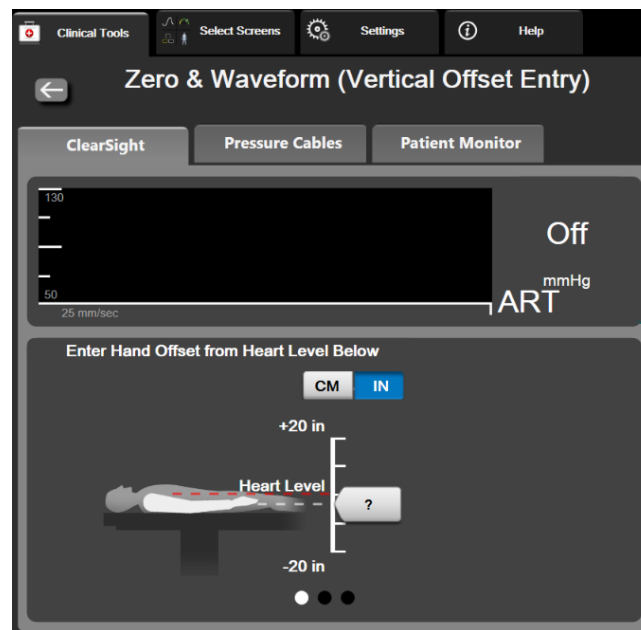 Clinical Tools Select Screens Settings Help
Zero & Waveform (Vertical Offset Entry)
ClearSight Pressure Cables Patient Monitor
130
Off
mmHg
50
ART
25 mm/sec
Enter Hand Offset from Heart Level Below
CM IN
+20 in
Heart Level
?
-20 in